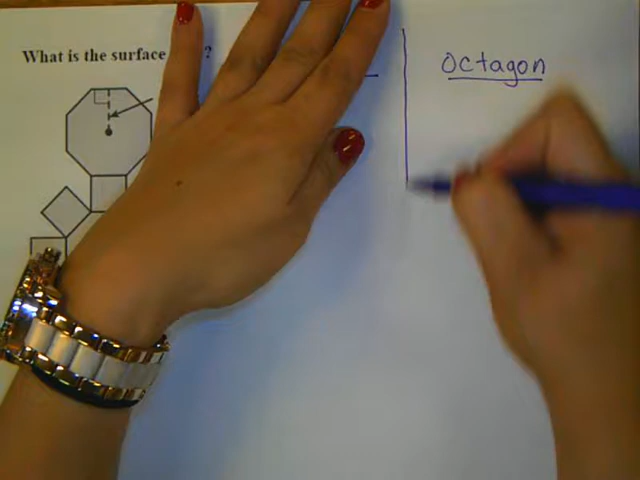 What is the surface ?
Octagon